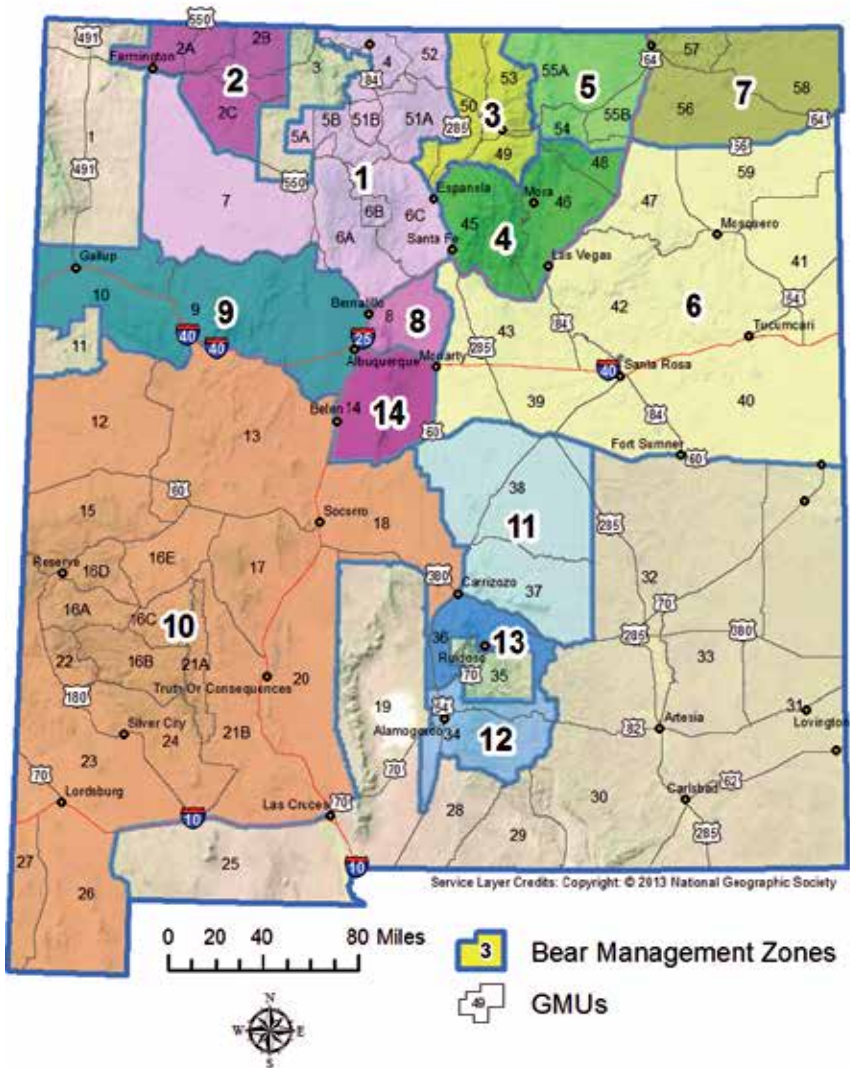 550
491
2A
2B
Farmington
2
2C
3
84
4
52
50
53
3
285
49
55A
5
64
54
55B
57
7
56
58
64
56
1
491
5A
5B
51B
51A
550
1
7
6B
6A
6C
Espanola
Santa Fe
45
4
Mora
46
48
47
59
Mosquero
41
54
Las Vegas
42
6
Tucumcari
Gallup
10
9
9
40
40
11
Bernalillo
8
8
25
Albuquerque
Moriarty
43
285
84
40
Santa Rosa
39
84
40
Fort Sumner
60
Belen
14
14
60
12
13
60
15
Socorro
18
38
11
285
Reserve
16D
16E
17
16A
16C
10
16B
21A
22
20
Truth Or Consequences
180
Silver City
24
21B
23
70
Lordsburg
10
Las Cruces
70
25
10
27
26
380
Carrizozo
37
36
13
Ruidoso
70
35
19
54
Alamogordo
34
12
70
28
29
30
32
70
285
380
33
31
Lovington
82
Artesia
Carlsbad
62
285
Service Layer Credits: Copyright: © 2013 National Geographic Society
0 20 40 80 Miles
3 Bear Management Zones
49 GMUs
N
W E
S